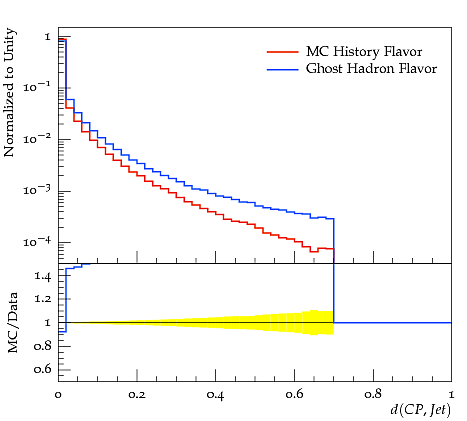 Normalized to Unity
1
10⁻¹
10⁻²
10⁻³
10⁻⁴
MC History Flavor
Ghost Hadron Flavor
MC/Data
1.4
1.2
1
0.8
0.6
0 0.2 0.4 0.6 0.8 1
d(CP, Jet)